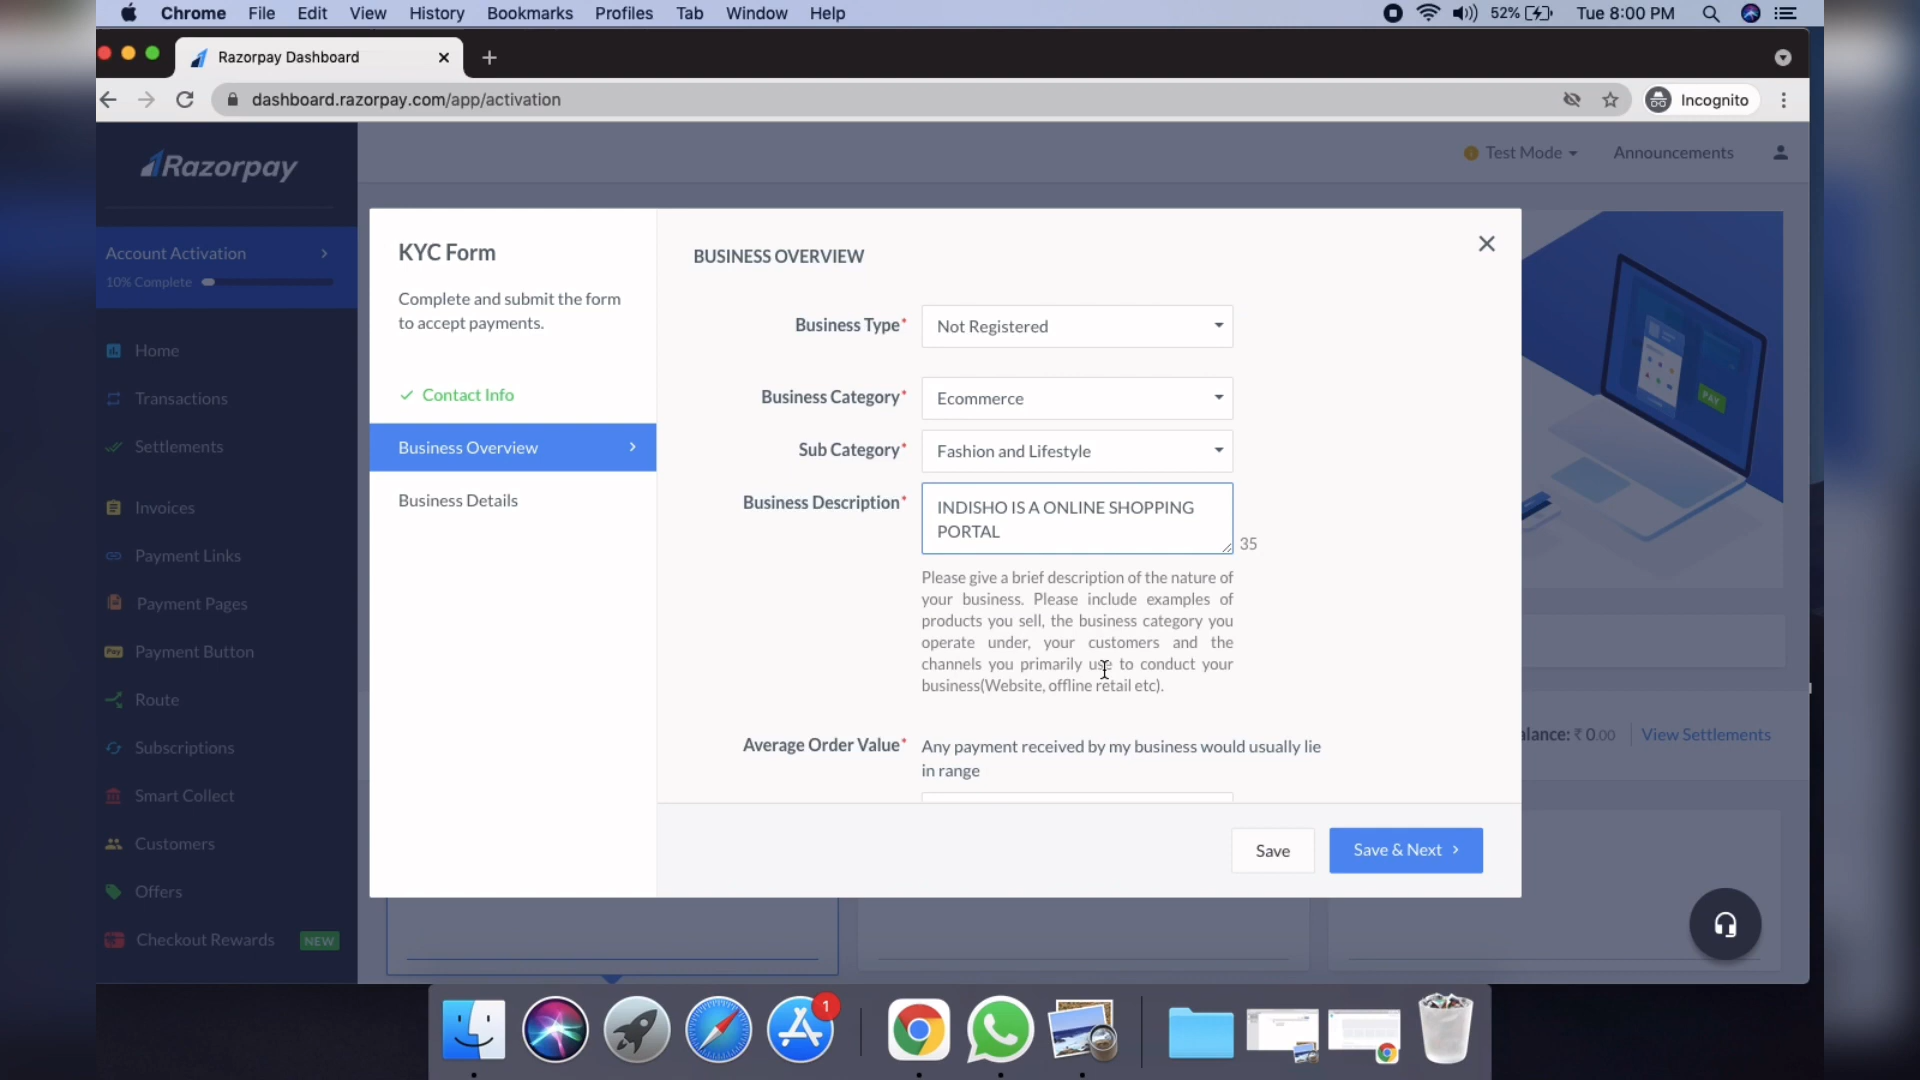 Chrome File Edit View History Bookmarks Profiles Tab Window Help 52% Tue 8:00 PM
Razorpay Dashboard
dashboard.razorpay.com/app/activation Incognito
Razorpay
Test Mode Announcements
Account Activation
10% Complete
Home
Transactions
Settlements
Invoices
Payment Links
Payment Pages
Pay Payment Button
Route
Subscriptions
Smart Collect
Customers
Offers
Checkout Rewards NEW
KYC Form
Complete and submit the form
to accept payments.
Contact Info
Business Overview
Business Details
BUSINESS OVERVIEW
Business Type* Not Registered
Business Category* Ecommerce
Sub Category* Fashion and Lifestyle
Business Description* INDISHO IS A ONLINE SHOPPING
PORTAL
35
Please give a brief description of the nature of
your business. Please include examples of
products you sell, the business category you
operate under, your customers and the
channels you primarily use to conduct your
business(Website, offline retail etc).
Average Order Value* Any payment received by my business would usually lie
in range
Save
Save & Next
PAY
alance: ₹ 0.00 View Settlements
1